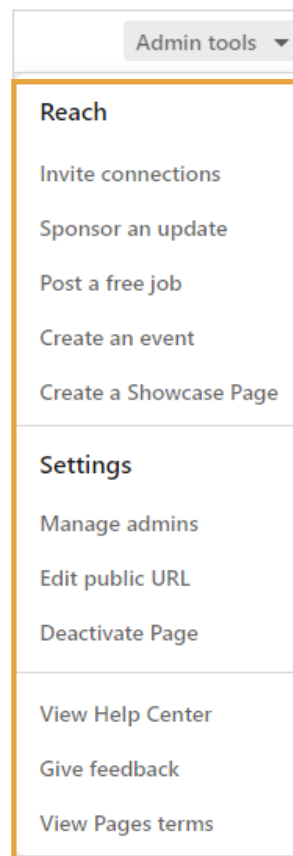 Admin tools
Reach
Invite connections
Sponsor an update
Post a free job
Create an event
Create a Showcase Page
Settings
Manage admins
Edit public URL
Deactivate Page
View Help Center
Give feedback
View Pages terms